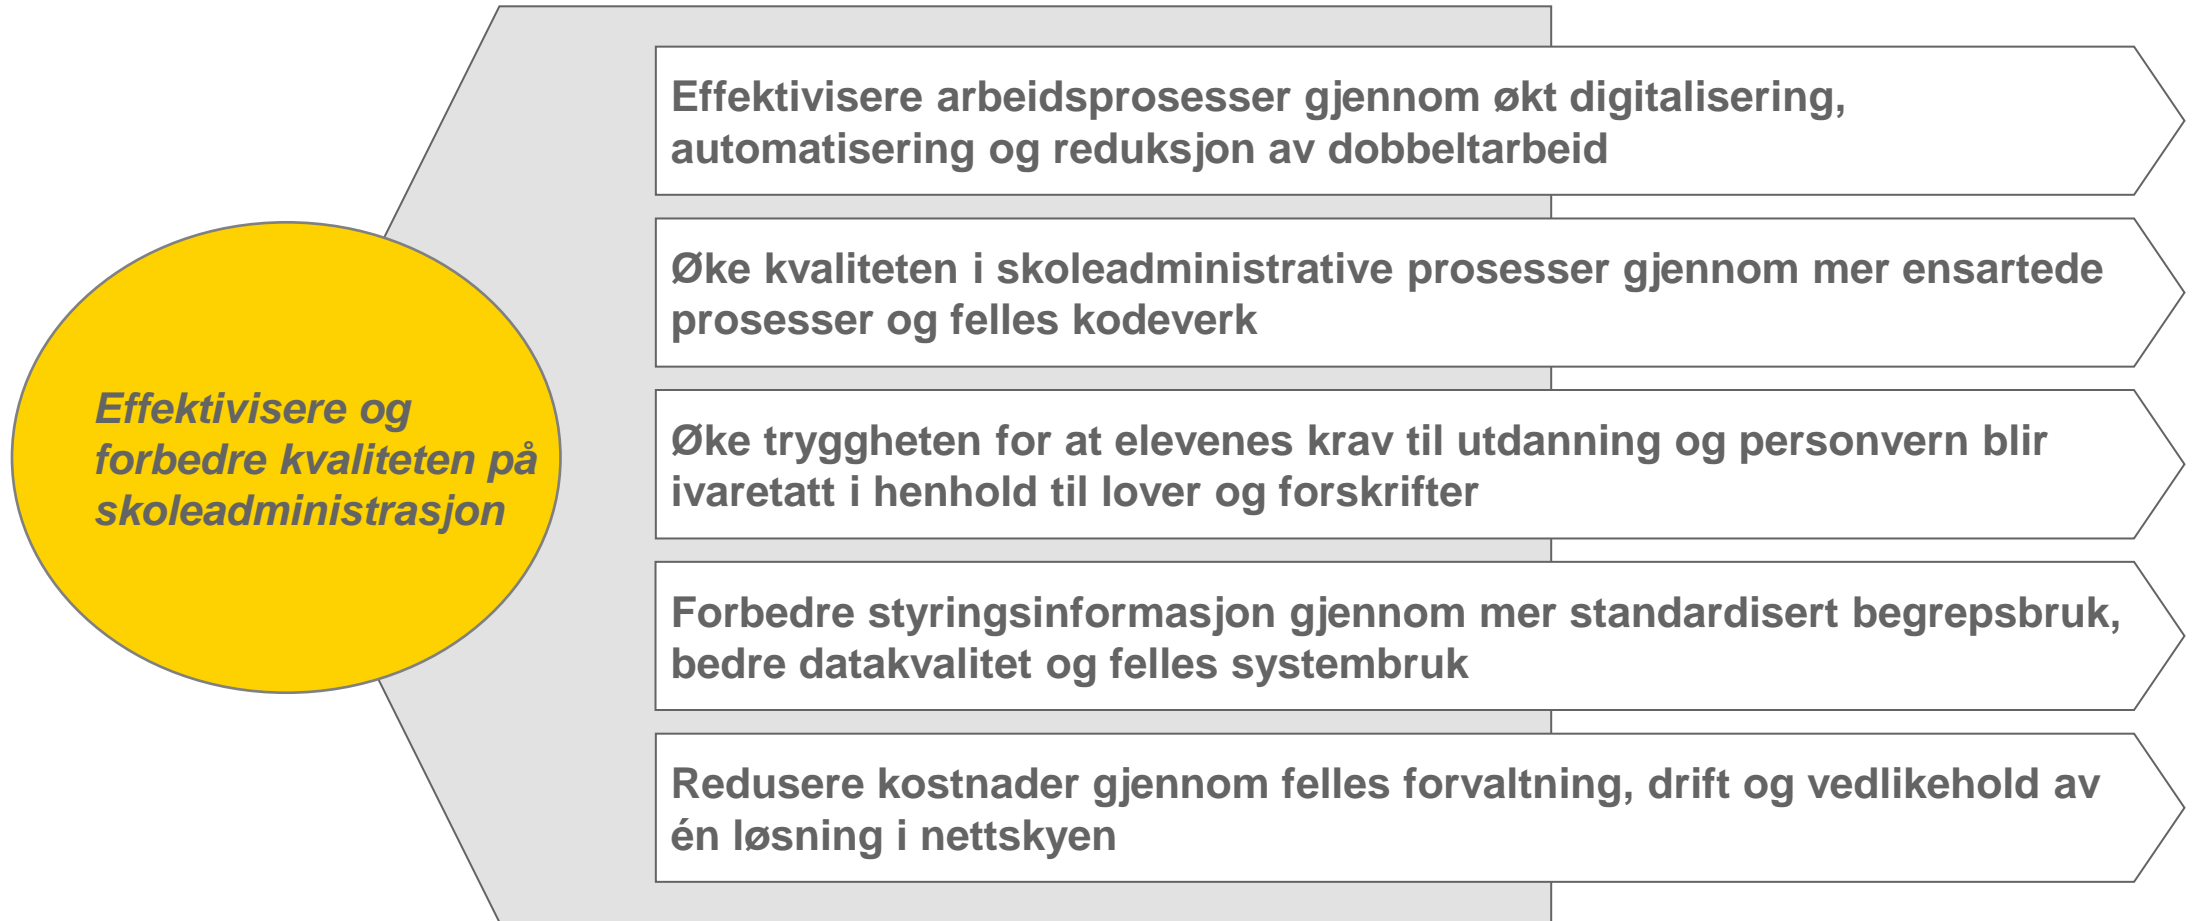 Effektivisere og
forbedre kvaliteten på
skoleadministrasjon
Effektivisere arbeidsprosesser gjennom økt digitalisering,
automatisering og reduksjon av dobbeltarbeid
Øke kvaliteten i skoleadministrative prosesser gjennom mer ensartede
prosesser og felles kodeverk
Øke tryggheten for at elevenes krav til utdanning og personvern blir
ivaretatt i henhold til lover og forskrifter
Forbedre styringsinformasjon gjennom mer standardisert begrepsbruk,
bedre datakvalitet og felles systembruk
Redusere kostnader gjennom felles forvaltning, drift og vedlikehold av
én løsning i nettskyen